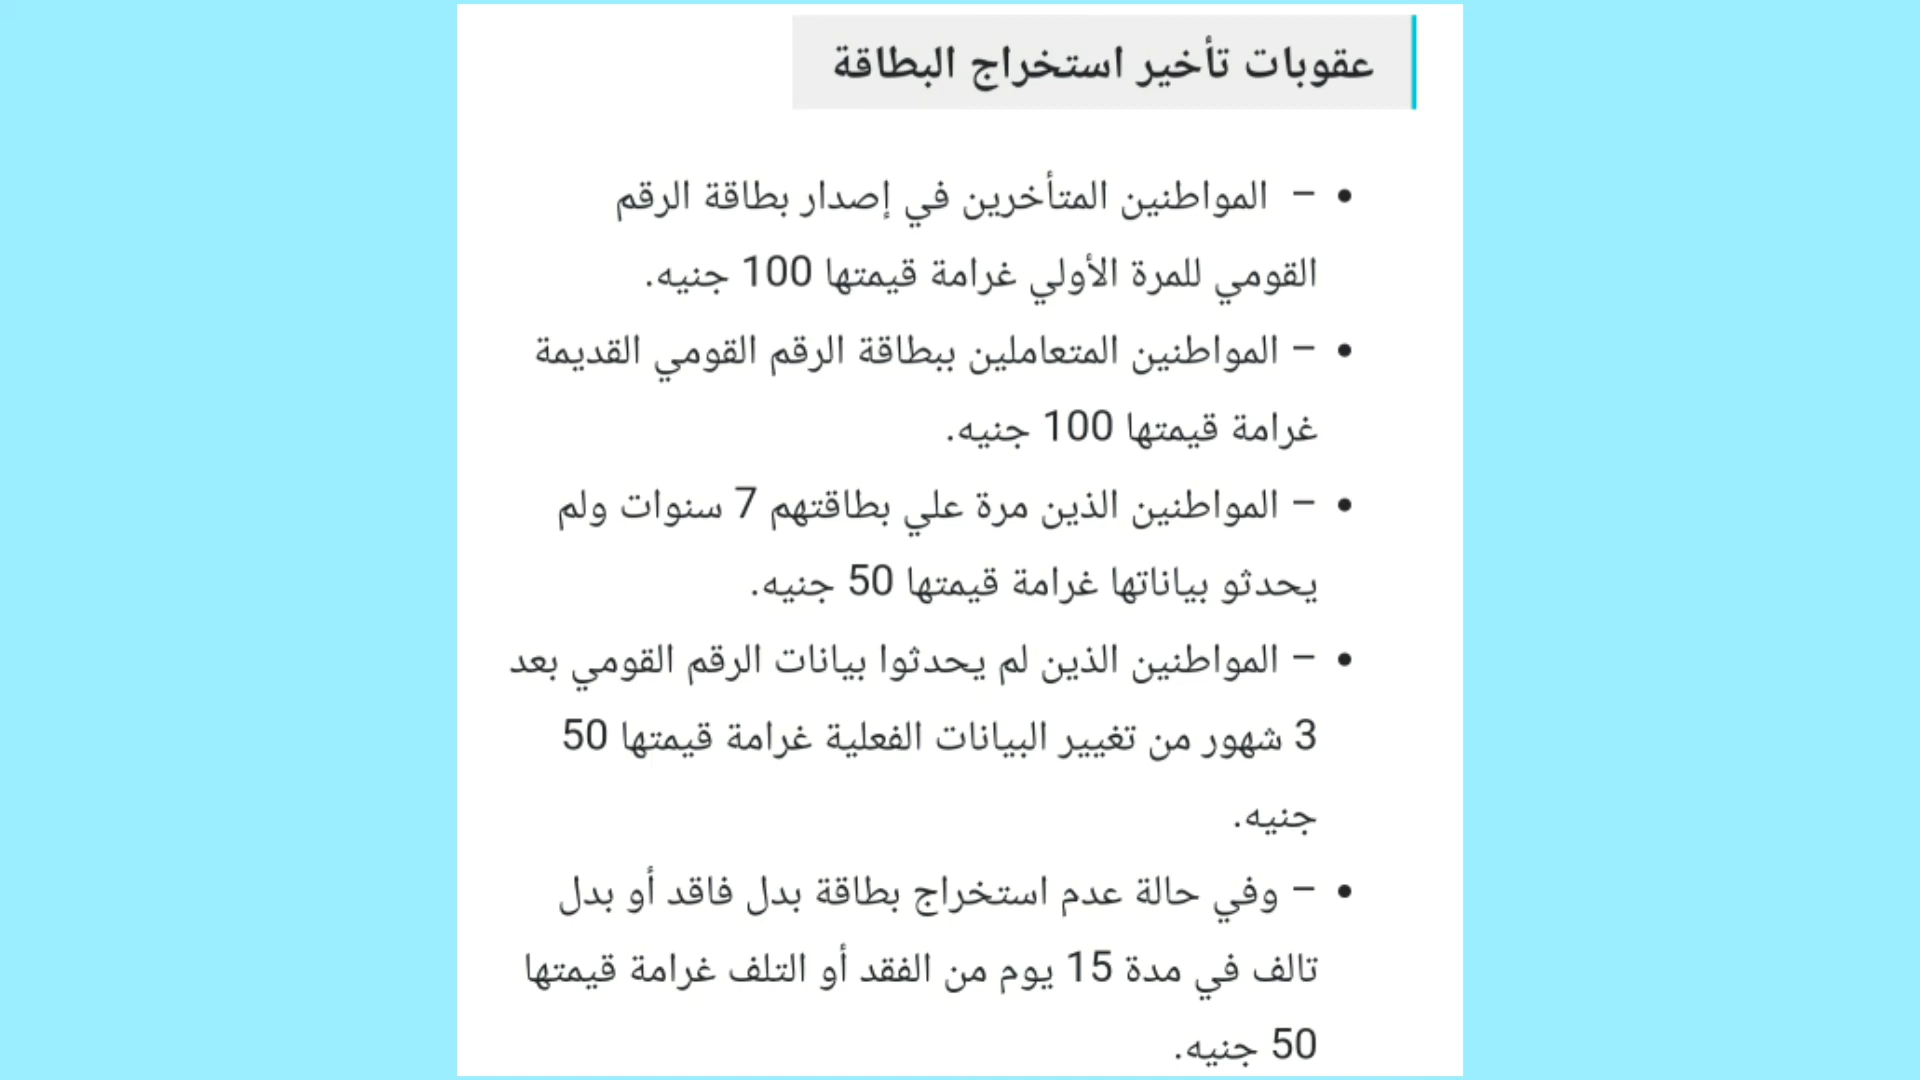 عقوبات تأخير استخراج البطاقة
• – المواطنين المتأخرين في إصدار بطاقة الرقم
القومي للمرة الأولي غرامة قيمتها 100 جنيه.
• – المواطنين المتعاملين ببطاقة الرقم القومي القديمة
غرامة قيمتها 100 جنيه.
• – المواطنين الذين مرة علي بطاقتهم 7 سنوات ولم
يحدثو بياناتها غرامة قيمتها 50 جنيه.
• – المواطنين الذين لم يحدثوا بيانات الرقم القومي بعد
3 شهور من تغيير البيانات الفعلية غرامة قيمتها 50
جنيه.
• – وفي حالة عدم استخراج بطاقة بدل فاقد أو بدل
تالف في مدة 15 يوم من الفقد أو التلف غرامة قيمتها
50 جنيه.